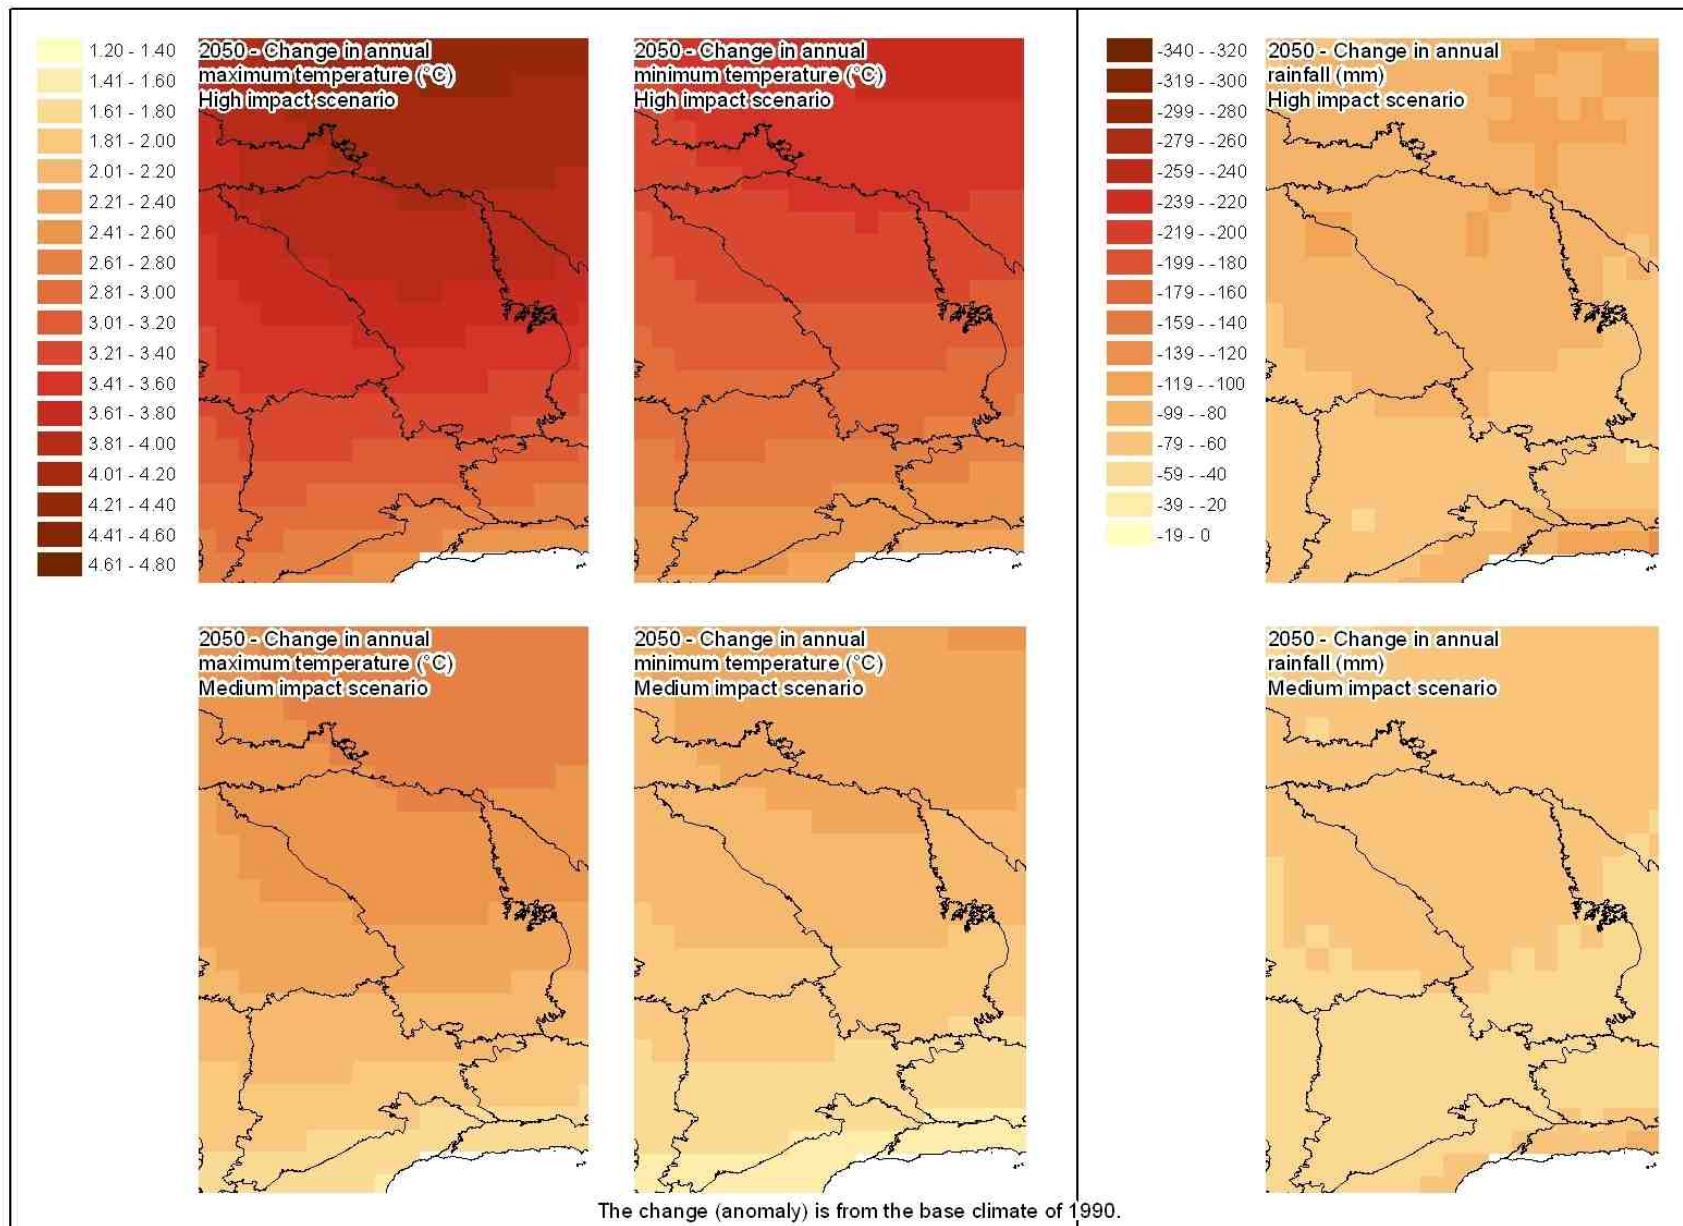 1.20 - 1.40
1.41 - 1.60
1.61 - 1.80
1.81 - 2.00
2.01 - 2.20
2.21 - 2.40
2.41 - 2.60
2.61 - 2.80
2.81 - 3.00
3.01 - 3.20
3.21 - 3.40
3.41 - 3.60
3.61 - 3.80
3.81 - 4.00
4.01 - 4.20
4.21 - 4.40
4.41 - 4.60
4.61 - 4.80
2050 - Change in annual
maximum temperature (°C)
High impact scenario
2050 - Change in annual
minimum temperature (°C)
High impact scenario
-340 - -320
-319 - -300
-299 - -280
-279 - -260
-259 - -240
-239 - -220
-219 - -200
-199 - -180
-179 - -160
-159 - -140
-139 - -120
-119 - -100
-99 - -80
-79 - -60
-59 - -40
-39 - -20
-19 - 0
2050 - Change in annual
rainfall (mm)
High impact scenario
2050 - Change in annual
maximum temperature (°C)
Medium impact scenario
2050 - Change in annual
minimum temperature (°C)
Medium impact scenario
2050 - Change in annual
rainfall (mm)
Medium impact scenario
The change (anomaly) is from the base climate of 1990.